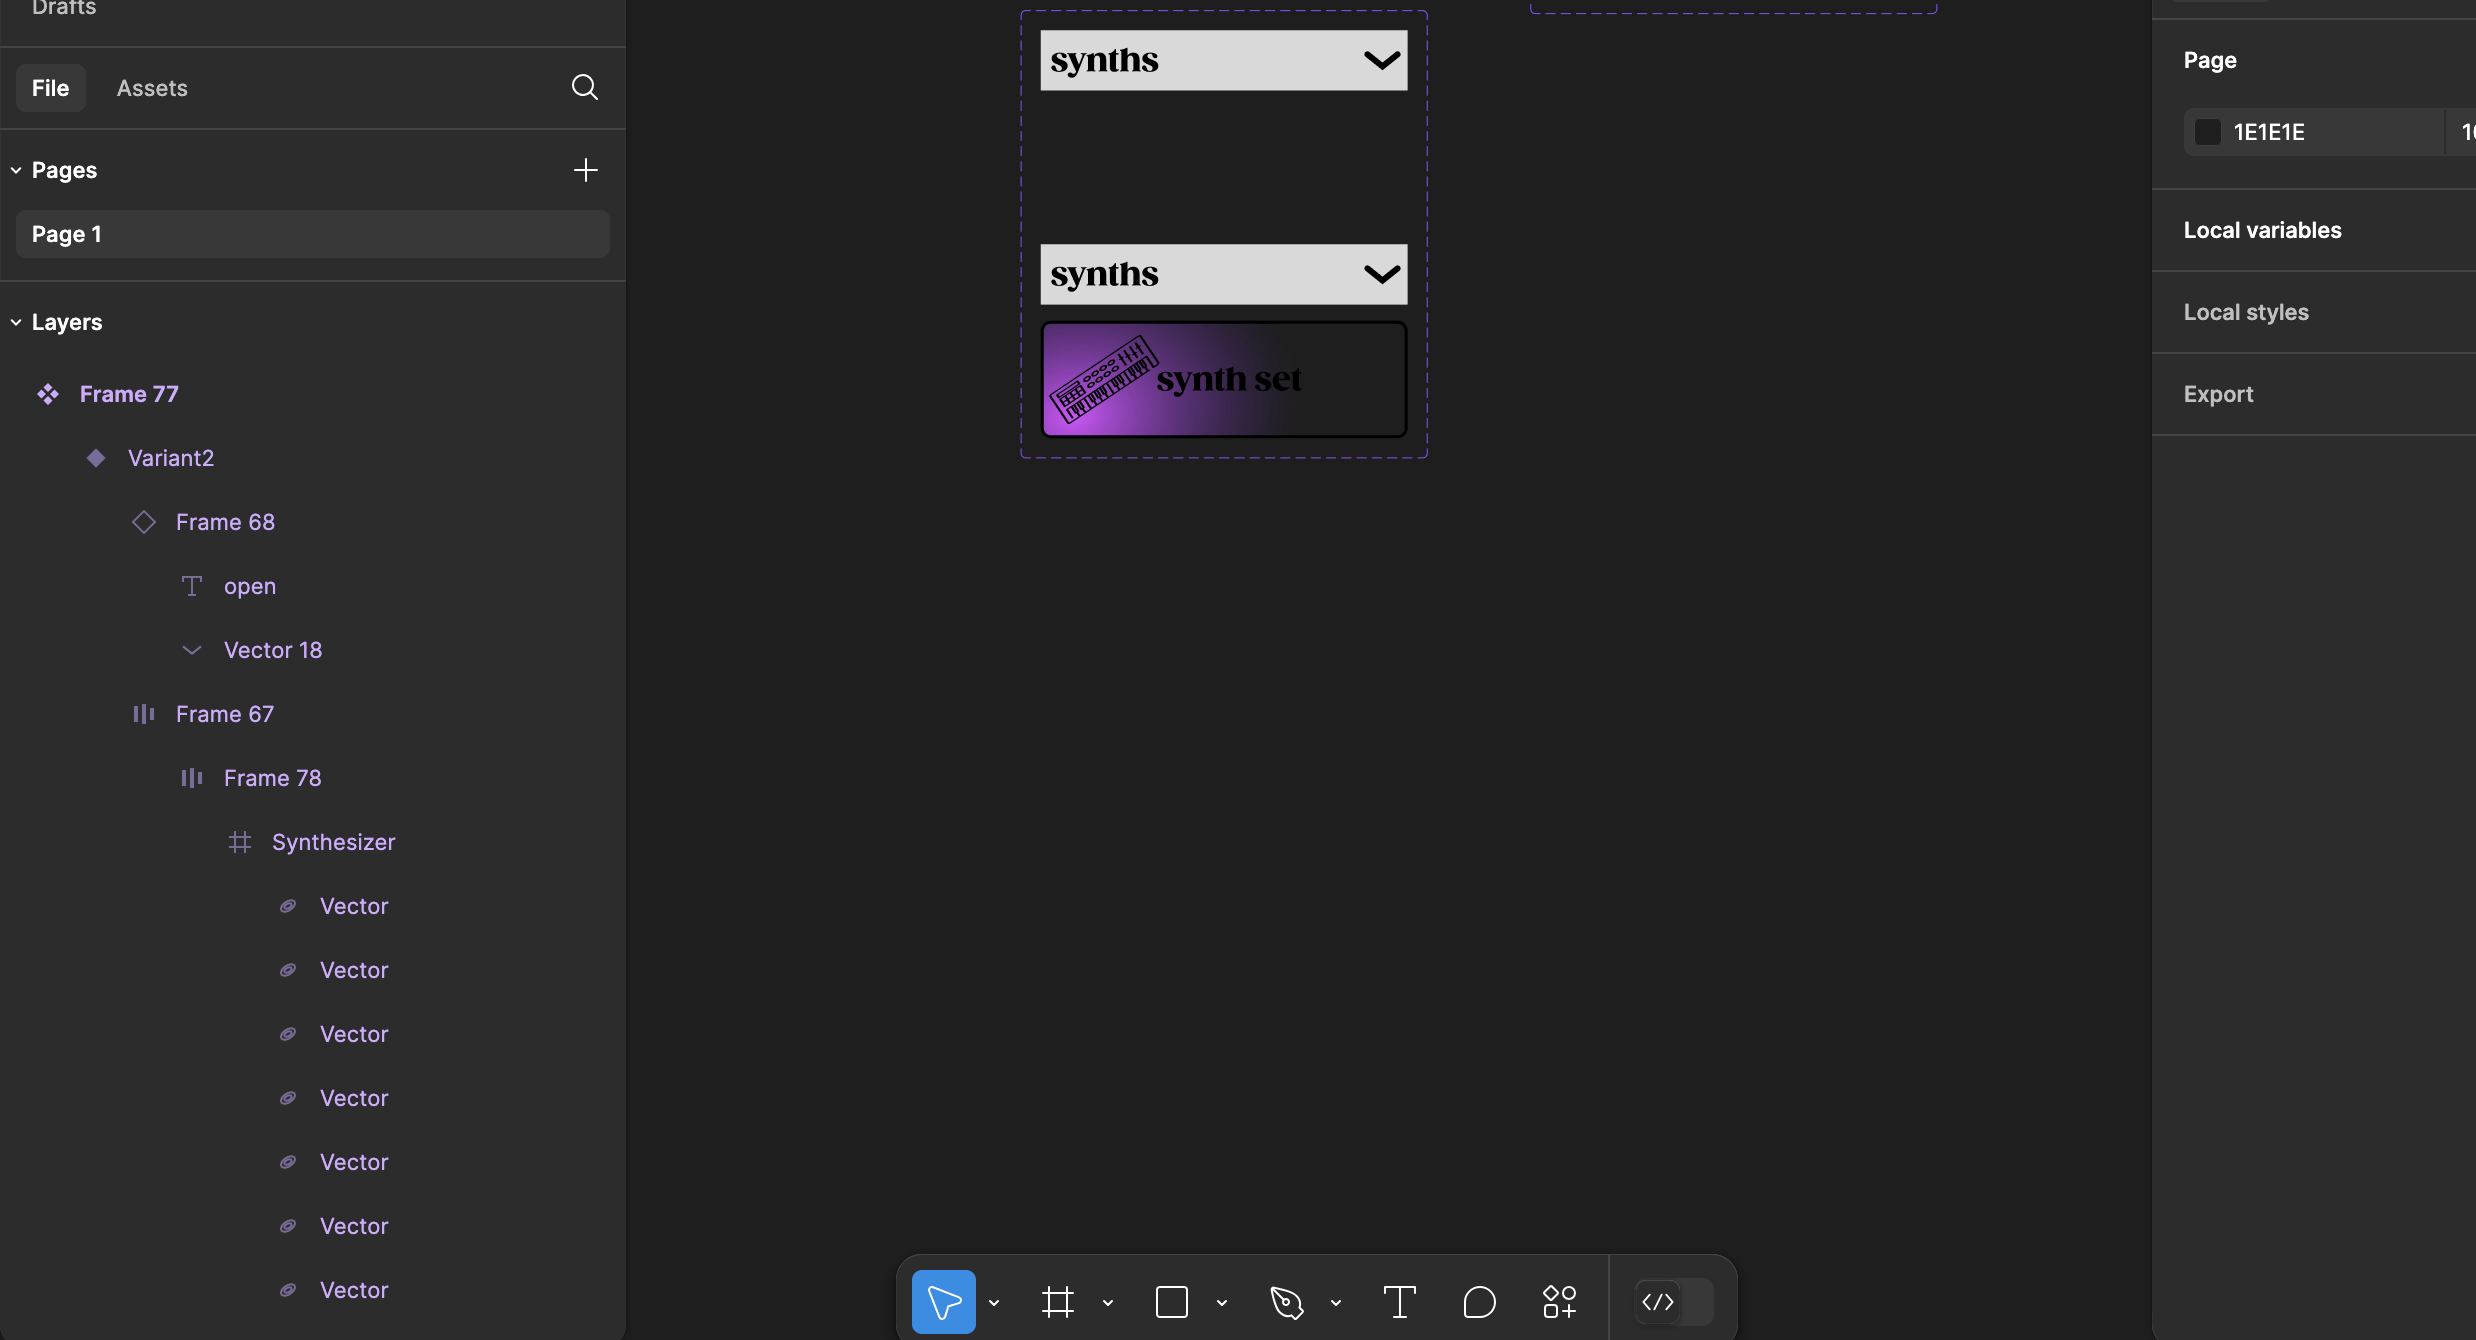 Drafts
File
Assets
Pages
Page 1
Layers
Frame 77
Variant2
Frame 68
open
Vector 18
Frame 67
Frame 78
Synthesizer
Vector
Vector
Vector
Vector
Vector
Vector
Vector
synths
synths
synth set
Page
1E1E1E
Local variables
Local styles
Export